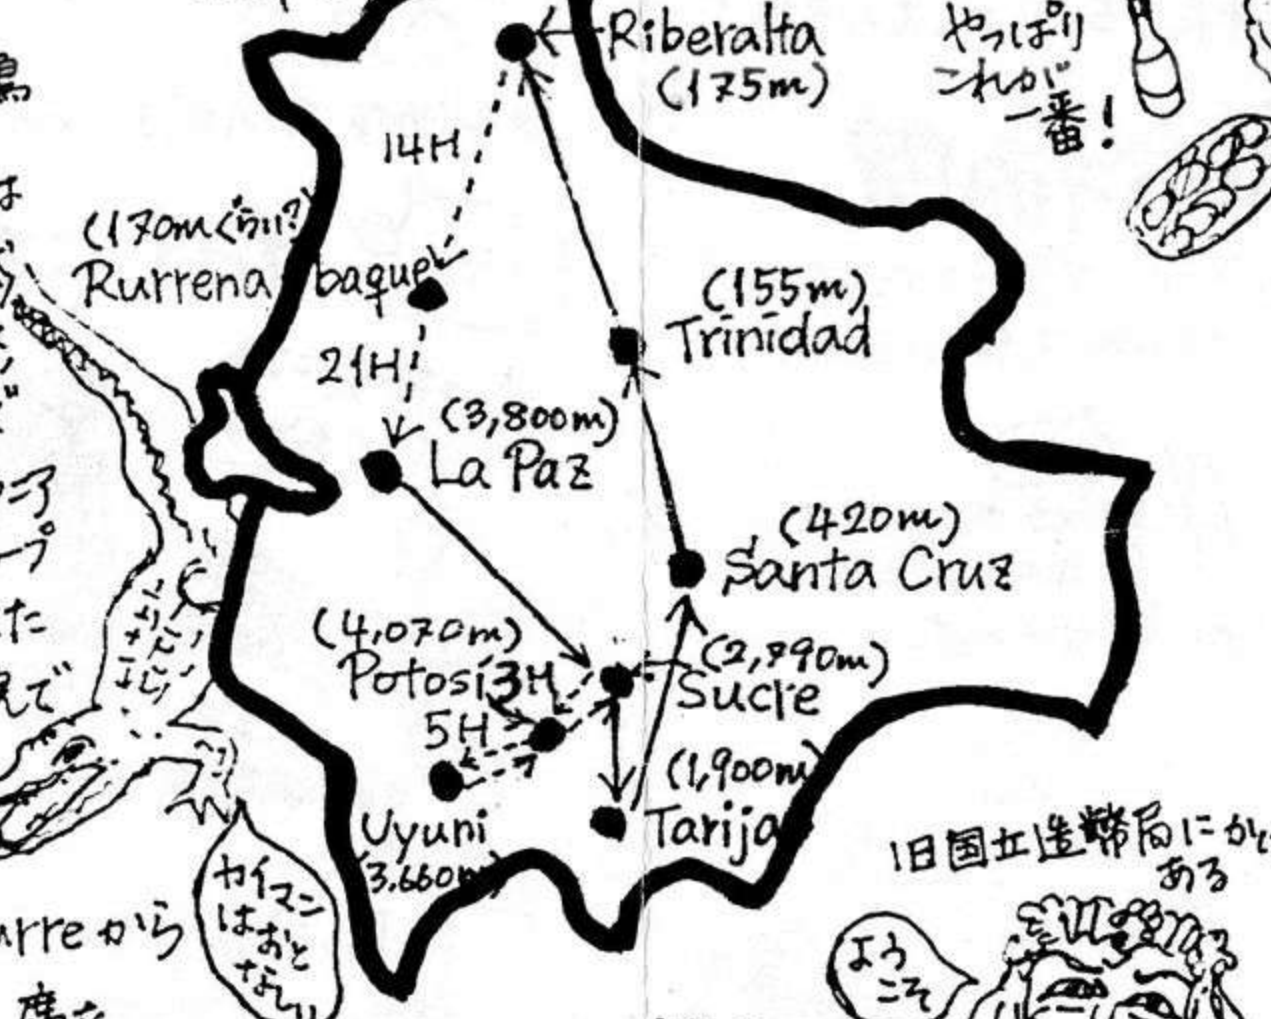 Riberalta
(175m)
やっぱり
これが
一番!
14H
(170mぐらい?)
Rurrenabaque
(155m)
Trinidad
21H
(3,800m)
La Paz
(420m)
Santa Cruz
(4,070m)
Potosí
3H
(2,790m)
Sucre
5H
(1,900m)
Tarija
Uyuni
(3.660m)
旧国立造幣局にかい
ある
カイマン
はおと
なしい
urreから
よう
こそ